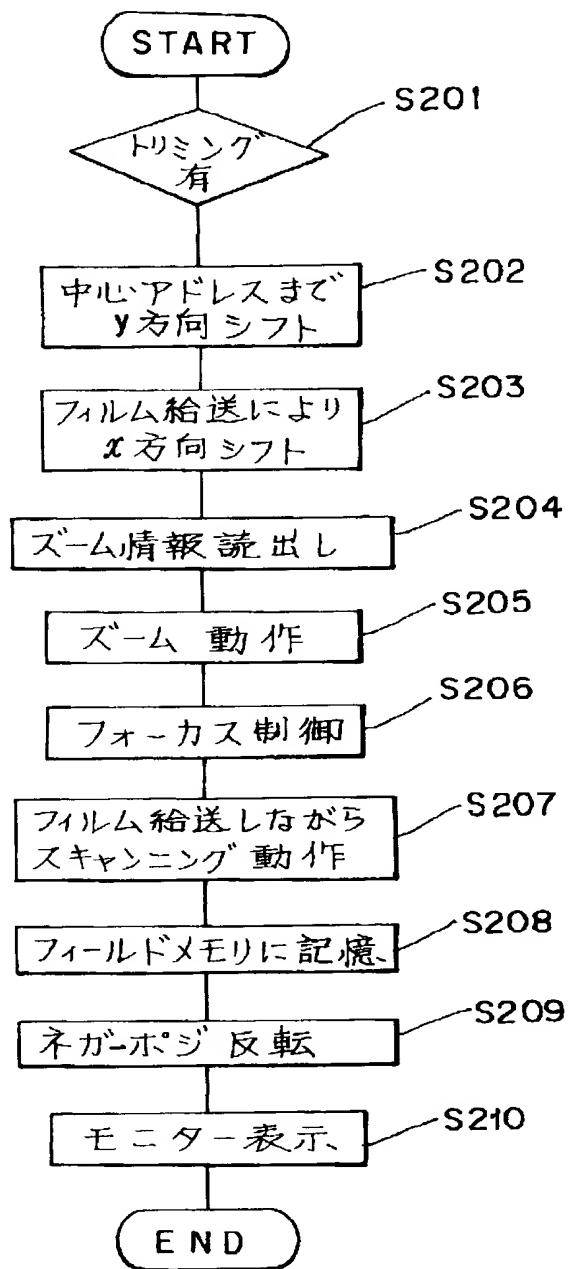 START
S201
トリミング
有
S202
中心アドレスまで
y方向シフト
S203
フィルム給送により
x方向シフト
S204
ズーム情報読出し
S205
ズーム動作
S206
フォーカス制御
S207
フィルム給送しながら
スキャンニング動作
S208
フィールドメモリに記憶
S209
ネガーポジ反転
S210
モニター表示
END